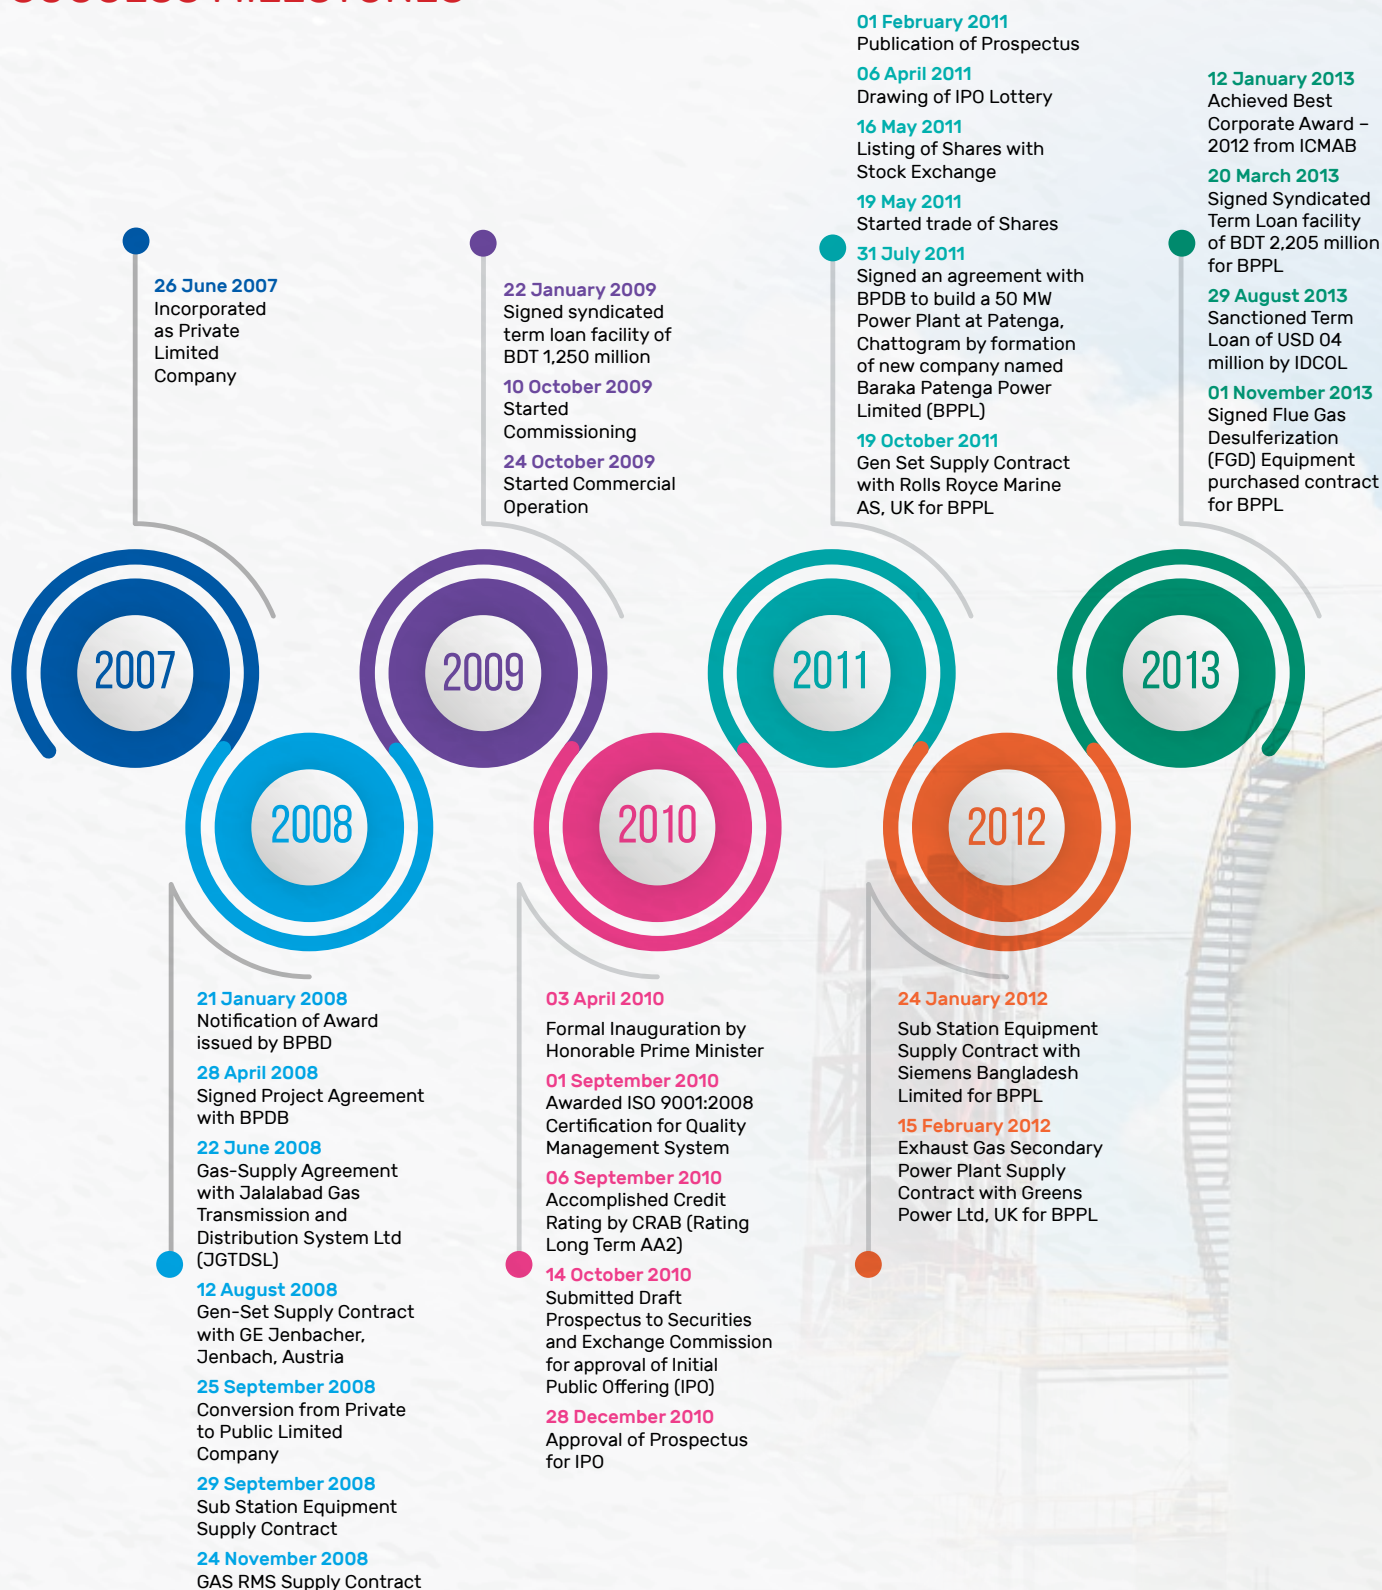 SUCCESS MILESTONES
26 June 2007
Incorporated
as Private
Limited
Company
22 January 2009
Signed syndicated
term loan facility of
BDT 1,250 million
10 October 2009
Started
Commissioning
24 October 2009
Started Commercial
Operation
01 February 2011
Publication of Prospectus
06 April 2011
Drawing of IPO Lottery
16 May 2011
Listing of Shares with
Stock Exchange
19 May 2011
Started trade of Shares
31 July 2011
Signed an agreement with
BPDB to build a 50 MW
Power Plant at Patenga,
Chattogram by formation
of new company named
Baraka Patenga Power
Limited (BPPL)
19 October 2011
Gen Set Supply Contract
with Rolls Royce Marine
AS, UK for BPPL
12 January 2013
Achieved Best
Corporate Award –
2012 from ICMAB
20 March 2013
Signed Syndicated
Term Loan facility
of BDT 2,205 million
for BPPL
29 August 2013
Sanctioned Term
Loan of USD 04
million by IDCOL
01 November 2013
Signed Flue Gas
Desulferization
(FGD) Equipment
purchased contract
for BPPL
2007
2009
2011
2013
2008
2010
2012
21 January 2008
Notification of Award
issued by BPBD
28 April 2008
Signed Project Agreement
with BPDB
22 June 2008
Gas-Supply Agreement
with Jalalabad Gas
Transmission and
Distribution System Ltd
(JGTDSL)
12 August 2008
Gen-Set Supply Contract
with GE Jenbacher,
Jenbach, Austria
25 September 2008
Conversion from Private
to Public Limited
Company
29 September 2008
Sub Station Equipment
Supply Contract
24 November 2008
GAS RMS Supply Contract
03 April 2010
Formal Inauguration by
Honorable Prime Minister
01 September 2010
Awarded ISO 9001:2008
Certification for Quality
Management System
06 September 2010
Accomplished Credit
Rating by CRAB (Rating
Long Term AA2)
14 October 2010
Submitted Draft
Prospectus to Securities
and Exchange Commission
for approval of Initial
Public Offering (IPO)
28 December 2010
Approval of Prospectus
for IPO
24 January 2012
Sub Station Equipment
Supply Contract with
Siemens Bangladesh
Limited for BPPL
15 February 2012
Exhaust Gas Secondary
Power Plant Supply
Contract with Greens
Power Ltd, UK for BPPL